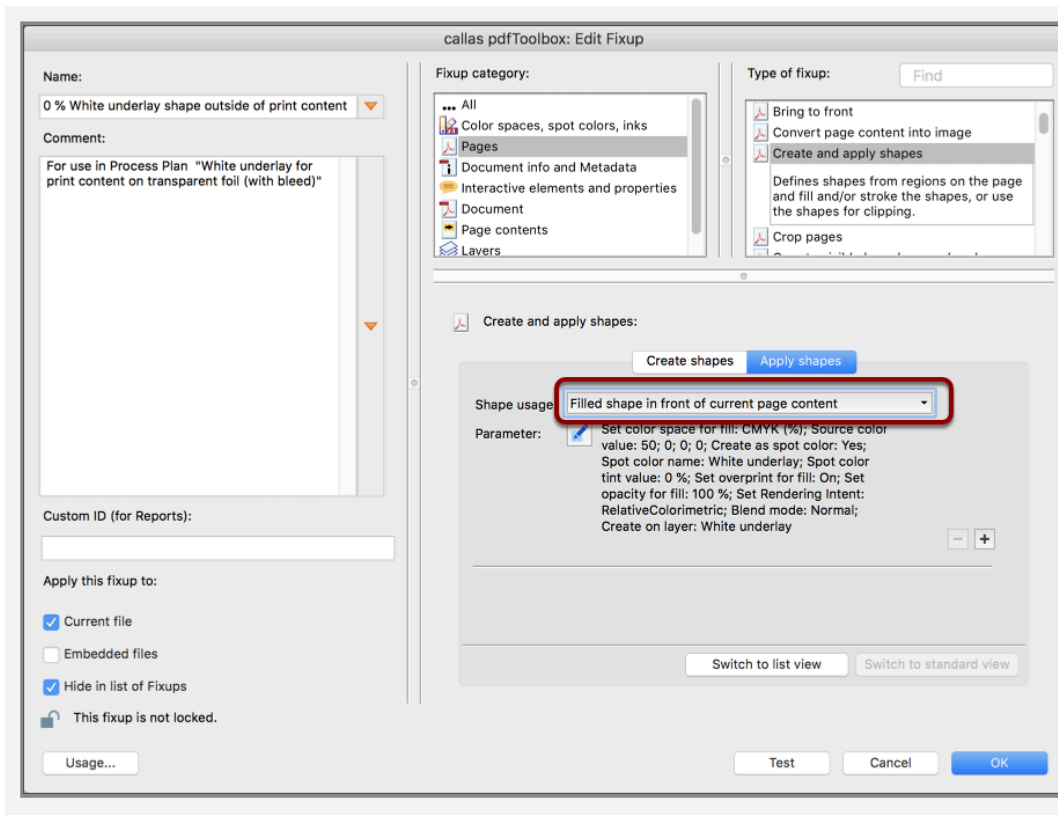 callas pdfToolbox: Edit Fixup
Name:
0 % White underlay shape outside of print content
Comment:
For use in Process Plan "White underlay for
print content on transparent foil (with bleed)"
Custom ID (for Reports):
Apply this fixup to:
Current file
Embedded files
Hide in list of Fixups
This fixup is not locked.
Usage...
Fixup category:
... All
Color spaces, spot colors, inks
Pages
Document info and Metadata
Interactive elements and properties
Document
Page contents
Layers
Type of fixup:
Find
Bring to front
Convert page content into image
Create and apply shapes
Defines shapes from regions on the page
and fill and/or stroke the shapes, or use
the shapes for clipping.
Crop pages
Create and apply shapes:
Create shapes
Apply shapes
Shape usage
Filled shape in front of current page content
Parameter:
Set color space for fill: CMYK (%); Source color
value: 50; 0; 0; 0; Create as spot color: Yes;
Spot color name: White underlay; Spot color
tint value: 0 %; Set overprint for fill: On; Set
opacity for fill: 100 %; Set Rendering Intent:
RelativeColorimetric; Blend mode: Normal;
Create on layer: White underlay
Switch to list view
Switch to standard view
Test
Cancel
OK